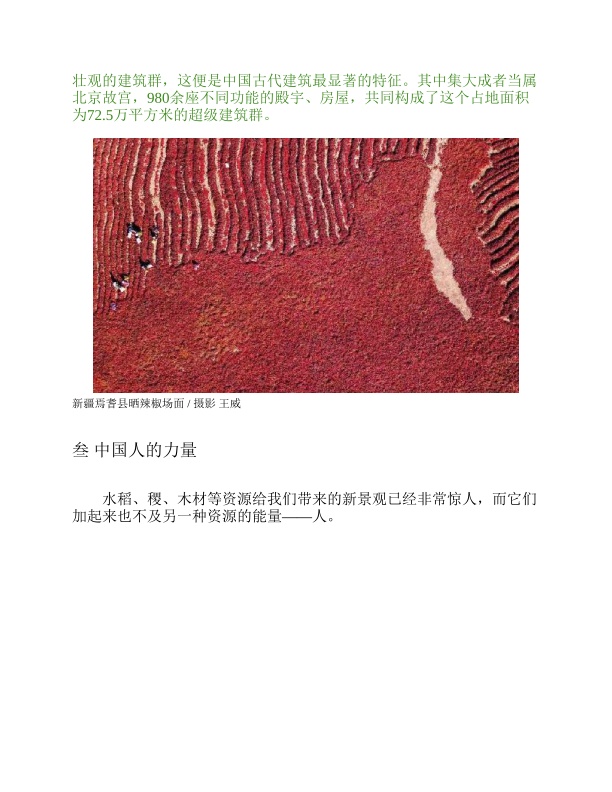 壮观的建筑群，这便是中国古代建筑最显著的特征。其中集大成者当属
北京故宫，980余座不同功能的殿宇、房屋，共同构成了这个占地面积
为72.5万平方米的超级建筑群。
新疆焉耆县晒辣椒场面 / 摄影 王威
叁 中国人的力量
水稻、稷、木材等资源给我们带来的新景观已经非常惊人，而它们
加起来也不及另一种资源的能量——人。